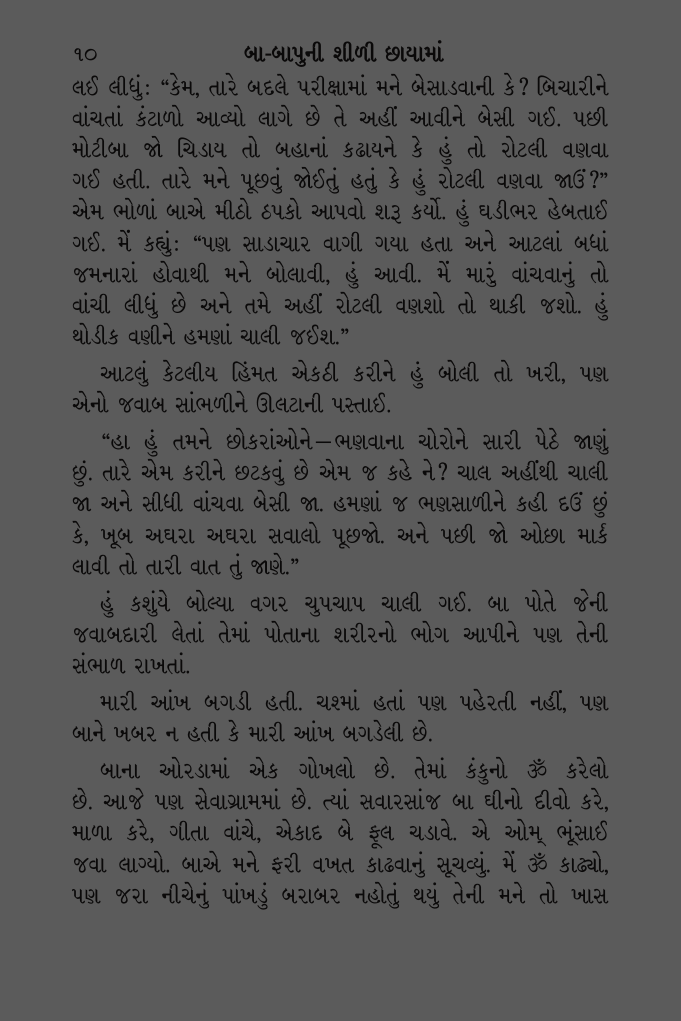 ૧૦
બા-બાપુની શીળી છાયામાં
લઈ લીધું: “કેમ, તારે બદલે પરીક્ષામાં મને બેસાડવાની કે? બિચારીને
વાંચતાં કંટાળો આવ્યો લાગે છે તે અહીં આવીને બેસી ગઈ. પછી
મોટીબા જો ચિડાય તો બહાનાં કઢાયને કે હું તો રોટલી વણવા
ગઈ હતી. તારે મને પૂછવું જોઈતું હતું કે હું રોટલી વણવા જાઉં?”
એમ ભોળાં બાએ મીઠો ઠપકો આપવો શરૂ કર્યો. હું ઘડીભર હેબતાઈ
ગઈ. મેં કહ્યું: “પણ સાડાચાર વાગી ગયા હતા અને આટલાં બધાં
જમનારાં હોવાથી મને બોલાવી, હું આવી. મેં મારું વાંચવાનું તો
વાંચી લીધું છે અને તમે અહીં રોટલી વણશો તો થાકી જશો. હું
થોડીક વણીને હમણાં ચાલી જઈશ.”
આટલું કેટલીય હિંમત એકઠી કરીને હું બોલી તો ખરી, પણ
એનો જવાબ સાંભળીને ઊલટાની પસ્તાઈ.
“હા હું તમને છોકરાંઓને—ભણવાના ચોરોને સારી પેઠે જાણું
છું. તારે એમ કરીને છટકવું છે એમ જ કહે ને? ચાલ અહીંથી ચાલી
જા અને સીધી વાંચવા બેસી જા. હમણાં જ ભણસાળીને કહી દઉં છું
કે, ખૂબ અઘરા અઘરા સવાલો પૂછજો. અને પછી જો ઓછા માર્ક
લાવી તો તારી વાત તું જાણે.”
હું કશુંયે બોલ્યા વગર ચુપચાપ ચાલી ગઈ. બા પોતે જેની
જવાબદારી લેતાં તેમાં પોતાના શરીરનો ભોગ આપીને પણ તેની
સંભાળ રાખતાં.
મારી આંખ બગડી હતી. ચશ્માં હતાં પણ પહેરતી નહીં, પણ
બાને ખબર ન હતી કે મારી આંખ બગડેલી છે.
બાના ઓરડામાં એક ગોખલો છે. તેમાં કંકુનો ૐ કરેલો
છે. આજે પણ સેવાગ્રામમાં છે. ત્યાં સવારસાંજ બા ઘીનો દીવો કરે,
માળા કરે, ગીતા વાંચે, એકાદ બે ફૂલ ચડાવે. એ ઓમ્ ભૂંસાઈ
જવા લાગ્યો. બાએ મને ફરી વખત કાઢવાનું સૂચવ્યું. મેં ૐ કાઢ્યો,
પણ જરા નીચેનું પાંખડું બરાબર નહોતું થયું તેની મને તો ખાસ